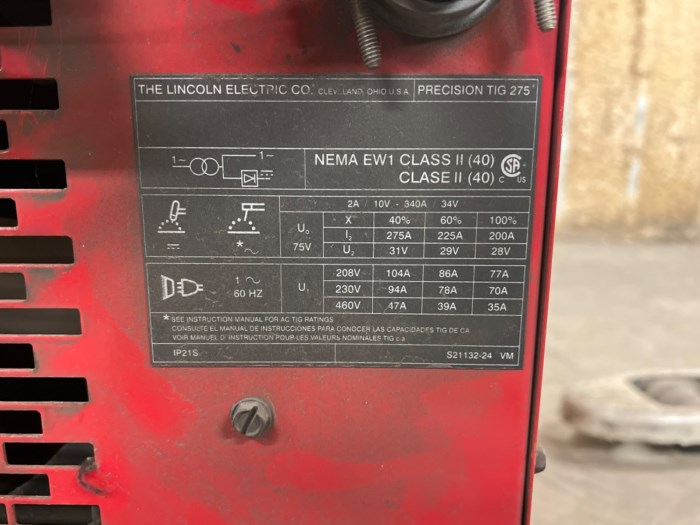 THE LINCOLN ELECTRIC CO. CLEVELAND, OHIO U.S.A. PRECISION TIG 275®
1~ 1~ NEMA EW1 CLASS II (40)
CLASE II (40) SA ® C US
2A / 10V - 340A / 34V
X 40% 60% 100%
U₀ I₂ 275A 225A 200A
75V U₂ 31V 29V 28V
208V 104A 86A 77A
1 ~ 60 HZ U₁ 230V 94A 78A 70A
460V 47A 39A 35A
* SEE INSTRUCTION MANUAL FOR AC TIG RATINGS
CONSULTE EL MANUAL DE INSTRUCCIONES PARA CONOCER LAS CAPACIDADES TIG DE CA
VOIR MANUEL D'INSTRUCTION POUR LES VALEURS NOMINALES TIG c.a.
IP21S S21132-24 VM